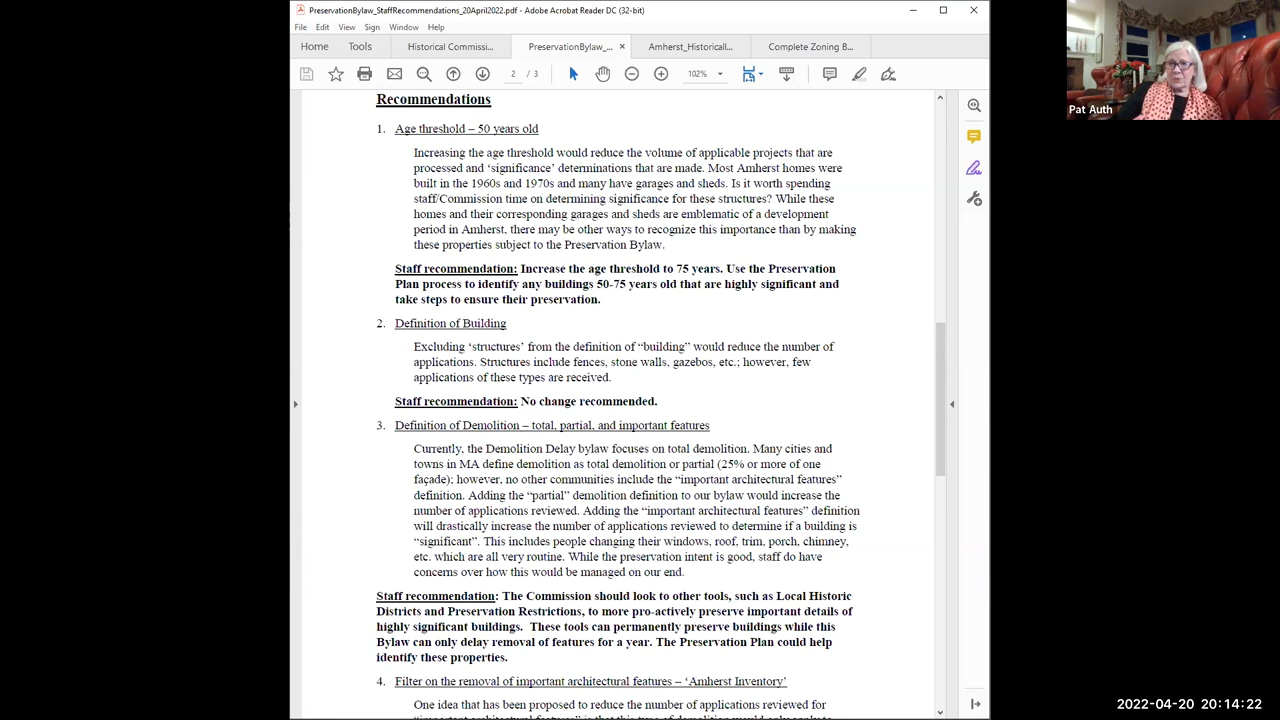 PreservationBylaw_StaffRecommendations_20April2022.pdf - Adobe Acrobat Reader DC (32-bit)
File Edit View Sign Window Help
Home Tools Historical Commissi... PreservationBylaw_... × Amherst_Historicall... Complete Zoning B...
2 / 3 102%
Recommendations
1. Age threshold – 50 years old
Increasing the age threshold would reduce the volume of applicable projects that are
processed and ‘significance’ determinations that are made. Most Amherst homes were
built in the 1960s and 1970s and many have garages and sheds. Is it worth spending
staff/Commission time on determining significance for these structures? While these
homes and their corresponding garages and sheds are emblematic of a development
period in Amherst, there may be other ways to recognize this importance than by making
these properties subject to the Preservation Bylaw.
Staff recommendation: Increase the age threshold to 75 years. Use the Preservation
Plan process to identify any buildings 50-75 years old that are highly significant and
take steps to ensure their preservation.
2. Definition of Building
Excluding ‘structures’ from the definition of “building” would reduce the number of
applications. Structures include fences, stone walls, gazebos, etc.; however, few
applications of these types are received.
Staff recommendation: No change recommended.
3. Definition of Demolition – total, partial, and important features
Currently, the Demolition Delay bylaw focuses on total demolition. Many cities and
towns in MA define demolition as total demolition or partial (25% or more of one
façade); however, no other communities include the “important architectural features”
definition. Adding the “partial” demolition definition to our bylaw would increase the
number of applications reviewed. Adding the “important architectural features” definition
will drastically increase the number of applications reviewed to determine if a building is
“significant”. This includes people changing their windows, roof, trim, porch, chimney,
etc. which are all very routine. While the preservation intent is good, staff do have
concerns over how this would be managed on our end.
Staff recommendation: The Commission should look to other tools, such as Local Historic
Districts and Preservation Restrictions, to more pro-actively preserve important details of
highly significant buildings. These tools can permanently preserve buildings while this
Bylaw can only delay removal of features for a year. The Preservation Plan could help
identify these properties.
4. Filter on the removal of important architectural features – ‘Amherst Inventory’
One idea that has been proposed to reduce the number of applications reviewed for
Pat Auth
2022-04-20 20:14:22